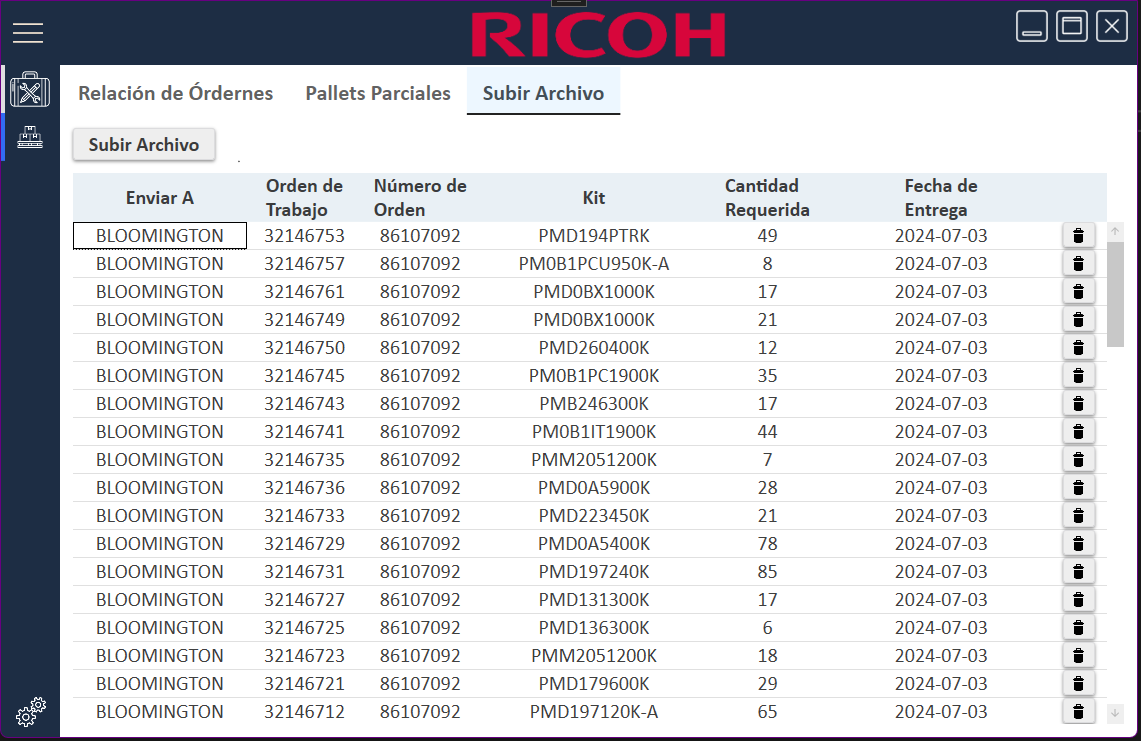 RICOH
Relación de Órdernes Pallets Parciales Subir Archivo
Subir Archivo
Enviar A Orden de Trabajo Número de Orden Kit Cantidad Requerida Fecha de Entrega
BLOOMINGTON 32146753 86107092 PMD194PTRK 49 2024-07-03
BLOOMINGTON 32146757 86107092 PM0B1PCU950K-A 8 2024-07-03
BLOOMINGTON 32146761 86107092 PMD0BX1000K 17 2024-07-03
BLOOMINGTON 32146749 86107092 PMD0BX1000K 21 2024-07-03
BLOOMINGTON 32146750 86107092 PMD260400K 12 2024-07-03
BLOOMINGTON 32146745 86107092 PM0B1PC1900K 35 2024-07-03
BLOOMINGTON 32146743 86107092 PMB246300K 17 2024-07-03
BLOOMINGTON 32146741 86107092 PM0B1IT1900K 44 2024-07-03
BLOOMINGTON 32146735 86107092 PMM2051200K 7 2024-07-03
BLOOMINGTON 32146736 86107092 PMD0A5900K 28 2024-07-03
BLOOMINGTON 32146733 86107092 PMD223450K 21 2024-07-03
BLOOMINGTON 32146729 86107092 PMD0A5400K 78 2024-07-03
BLOOMINGTON 32146731 86107092 PMD197240K 85 2024-07-03
BLOOMINGTON 32146727 86107092 PMD131300K 17 2024-07-03
BLOOMINGTON 32146725 86107092 PMD136300K 6 2024-07-03
BLOOMINGTON 32146723 86107092 PMM2051200K 18 2024-07-03
BLOOMINGTON 32146721 86107092 PMD179600K 29 2024-07-03
BLOOMINGTON 32146712 86107092 PMD197120K-A 65 2024-07-03